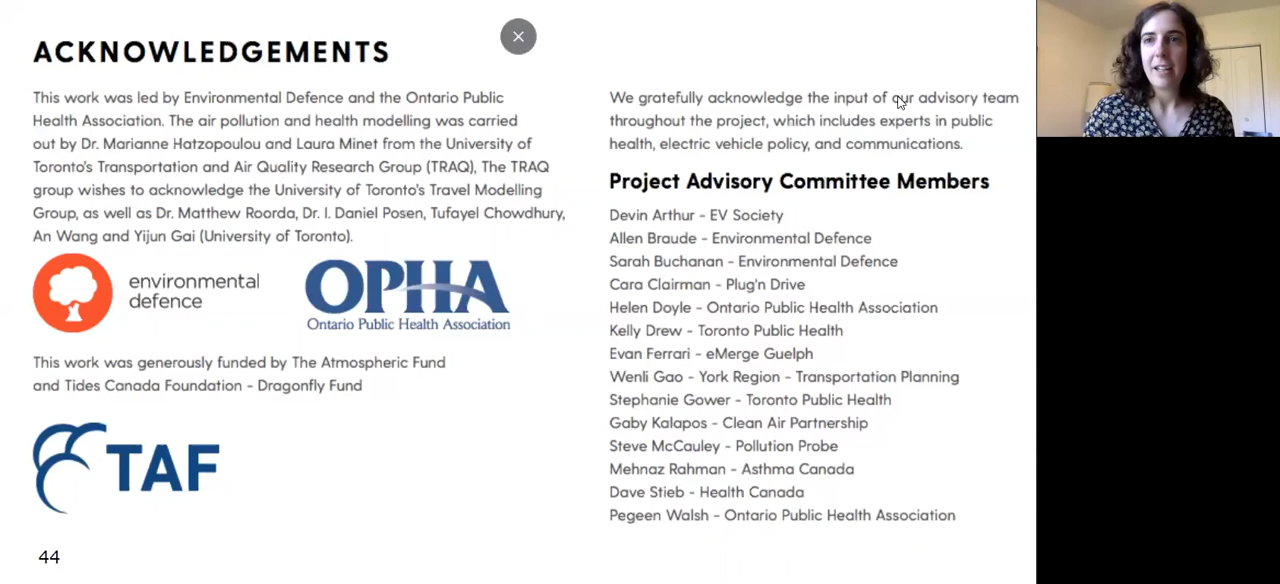 ACKNOWLEDGEMENTS
This work was led by Environmental Defence and the Ontario Public
Health Association. The air pollution and health modelling was carried
out by Dr. Marianne Hatzopoulou and Laura Minet from the University of
Toronto's Transportation and Air Quality Research Group (TRAQ), The TRAQ
group wishes to acknowledge the University of Toronto's Travel Modelling
Group, as well as Dr. Matthew Roorda, Dr. I. Daniel Posen, Tufayel Chowdhury,
An Wang and Yijun Gai (University of Toronto).
environmental
defence
OPHA
Ontario Public Health Association
This work was generously funded by The Atmospheric Fund
and Tides Canada Foundation - Dragonfly Fund
TAF
44
We gratefully acknowledge the input of our advisory team
throughout the project, which includes experts in public
health, electric vehicle policy, and communications.
Project Advisory Committee Members
Devin Arthur - EV Society
Allen Braude - Environmental Defence
Sarah Buchanan - Environmental Defence
Cara Clairman - Plug'n Drive
Helen Doyle - Ontario Public Health Association
Kelly Drew - Toronto Public Health
Evan Ferrari - eMerge Guelph
Wenli Gao - York Region - Transportation Planning
Stephanie Gower - Toronto Public Health
Gaby Kalapos - Clean Air Partnership
Steve McCauley - Pollution Probe
Mehnaz Rahman - Asthma Canada
Dave Stieb - Health Canada
Pegeen Walsh - Ontario Public Health Association